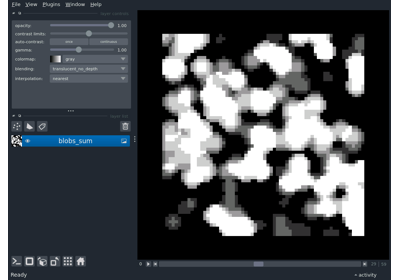 File View Plugins Window Help
opacity: 1.00
contrast limits:
auto-contrast: once continuous
gamma: 1.00
colormap: gray
blending: translucent_no_depth
interpolation: nearest
blobs_sum
Ready activity